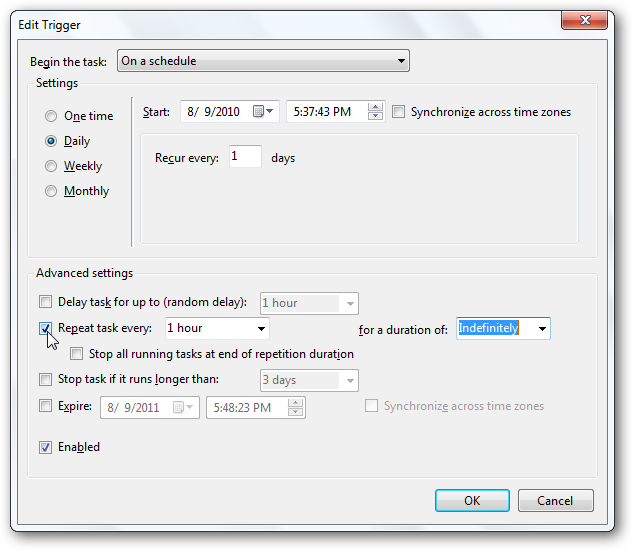 Edit Trigger
Begin the task: On a schedule
Settings
One time
Daily
Weekly
Monthly
Start: 8/ 9/2010 5:37:43 PM Synchronize across time zones
Recur every: 1 days
Advanced settings
Delay task for up to (random delay): 1 hour
Repeat task every: 1 hour for a duration of: Indefinitely
Stop all running tasks at end of repetition duration
Stop task if it runs longer than: 3 days
Expire: 8/ 9/2011 5:48:23 PM Synchronize across time zones
Enabled
OK Cancel